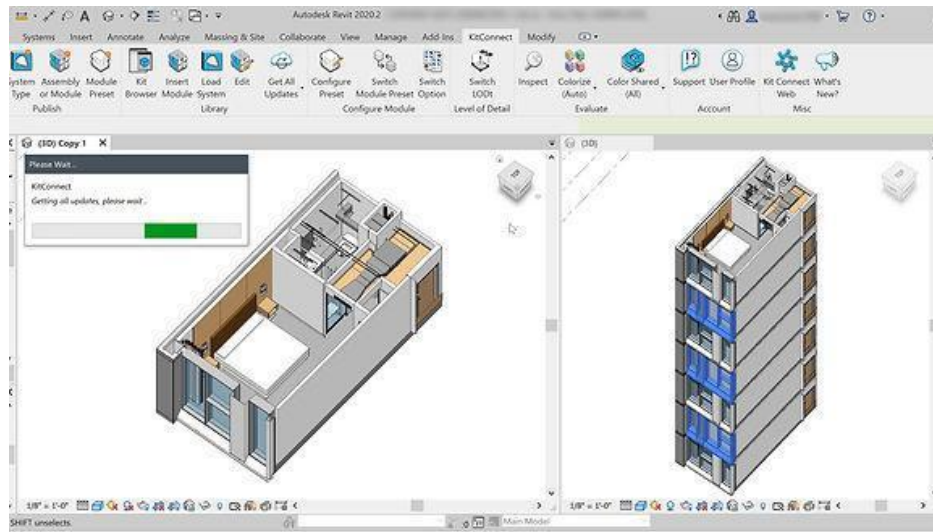 Autodesk Revit 2020.2
Systems Insert Annotate Analyze Massing & Site Collaborate View Manage Add-Ins KitConnect Modify
System Type Assembly or Module Module Preset Kit Browser Insert Module Load System Edit Get All Updates Configure Preset Switch Module Preset Switch Option Switch LODt Inspect Colorize (Auto) Color Shared (All) Support User Profile Kit Connect Web What's New?
Publish Library Configure Module Level of Detail Evaluate Account Misc
(3D) Copy 1 X (3D)
Please Wait...
KitConnect
Getting all updates, please wait .
TOP
1/8" = 1'-0" 1/8" = 1'-0"
SHIFT unselects. :0 Main Model